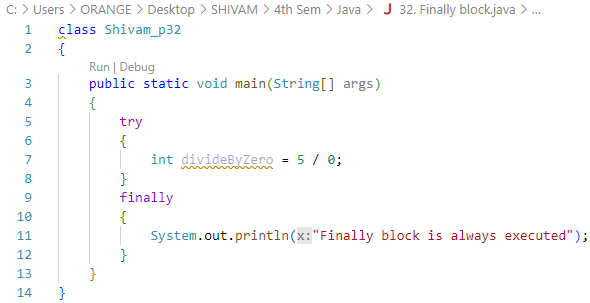 C: > Users > ORANGE > Desktop > SHIVAM > 4th Sem > Java > J 32. Finally block.java > ...
1 class Shivam_p32
2 {
Run | Debug
3 public static void main(String[] args)
4 {
5 try
6 {
7 int divideByZero = 5 / 0;
8 }
9 finally
10 {
11 System.out.println(x:"Finally block is always executed");
12 }
13 }
14 }